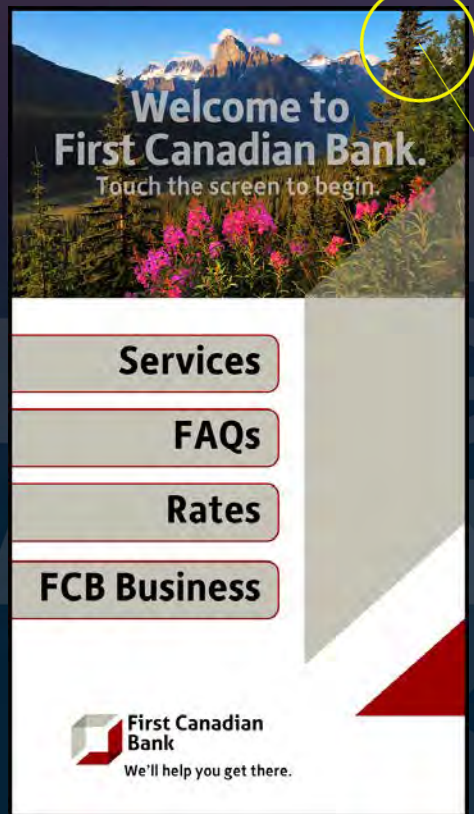 Welcome to
First Canadian Bank.
Touch the screen to begin.
Services
FAQs
Rates
FCB Business
First Canadian
Bank
We'll help you get there.